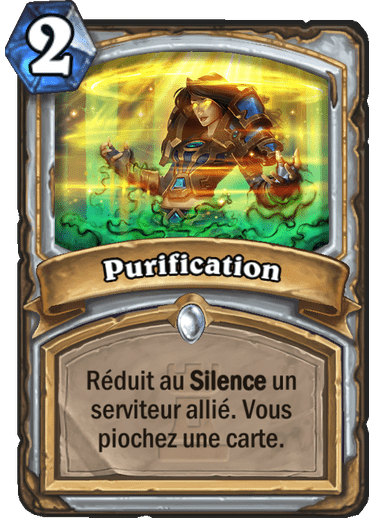 2
Purification
Réduit au Silence un
serviteur allié. Vous
piochez une carte.